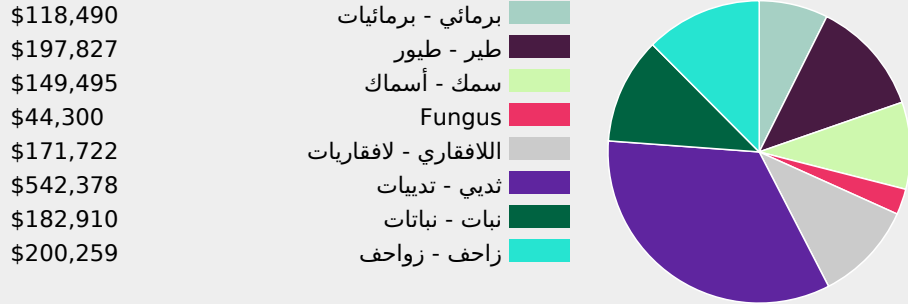 برمائي - برمائيات $118,490
طير - طيور $197,827
سمك - أسماك $149,495
Fungus $44,300
اللافقاري - لافقاريات $171,722
ثديي - تدييات $542,378
نبات - نباتات $182,910
زاحف - زواحف $200,259